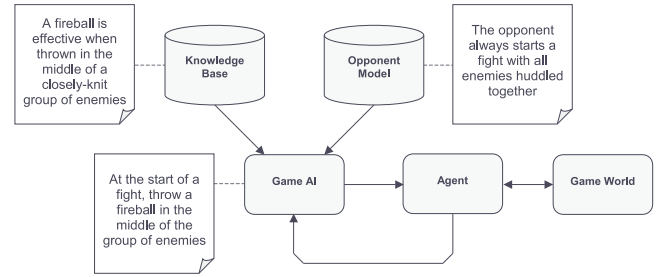 A fireball is
effective when
thrown in the
middle of a
closely-knit
group of enemies
Knowledge
Base
Opponent
Model
The opponent
always starts a
fight with all
enemies huddled
together
At the start of a
fight, throw a
fireball in the
middle of the
group of enemies
Game AI
Agent
Game World